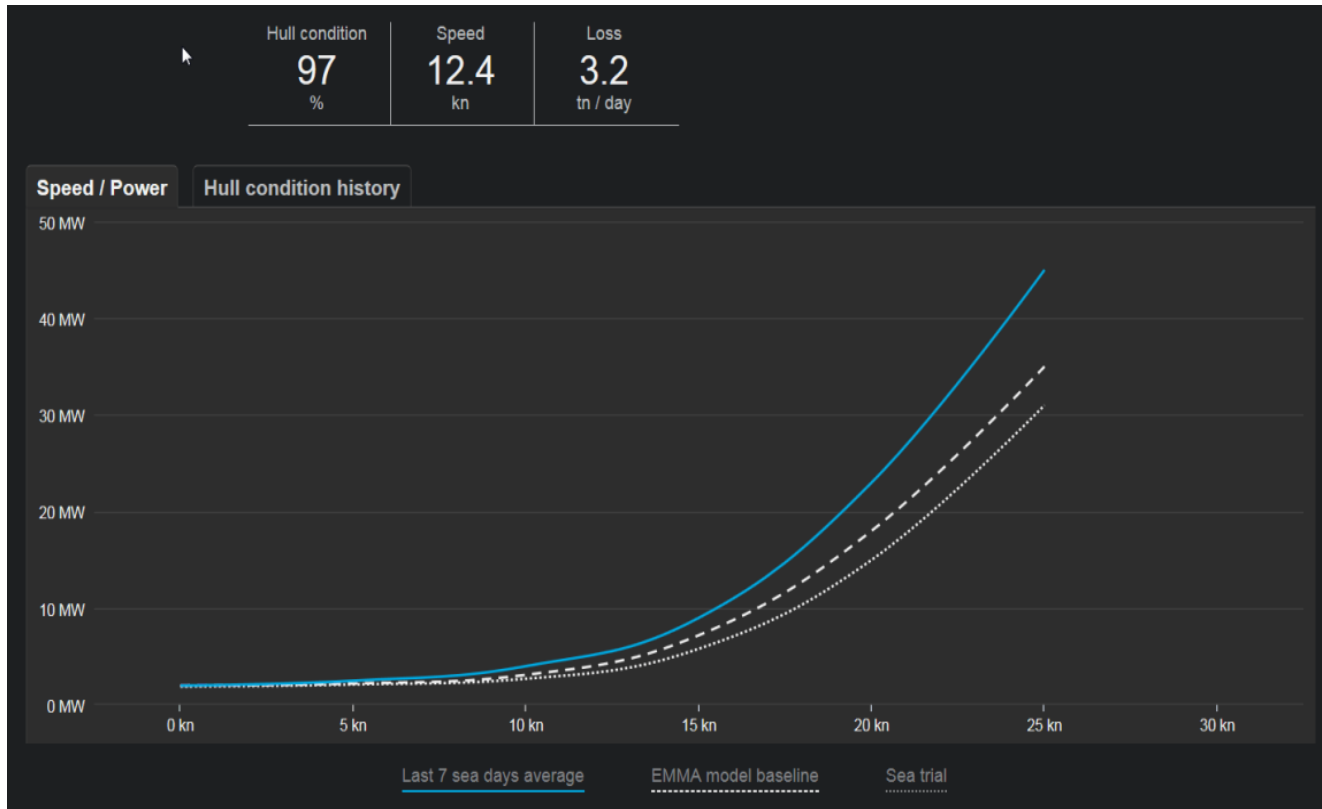 Hull condition Speed Loss
97 12.4 3.2
% kn tn / day
Speed / Power Hull condition history
50 MW
40 MW
30 MW
20 MW
10 MW
0 MW
0 kn 5 kn 10 kn 15 kn 20 kn 25 kn 30 kn
Last 7 sea days average EMMA model baseline Sea trial